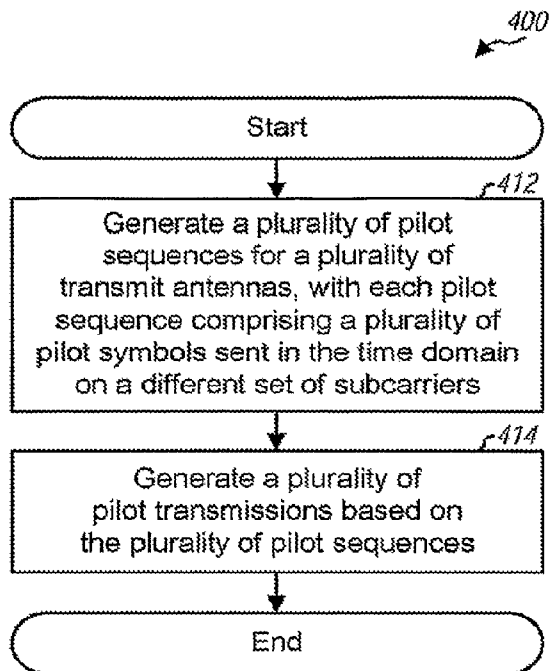 400
Start
412
Generate a plurality of pilot
sequences for a plurality of
transmit antennas, with each pilot
sequence comprising a plurality of
pilot symbols sent in the time domain
on a different set of subcarriers
414
Generate a plurality of
pilot transmissions based on
the plurality of pilot sequences
End